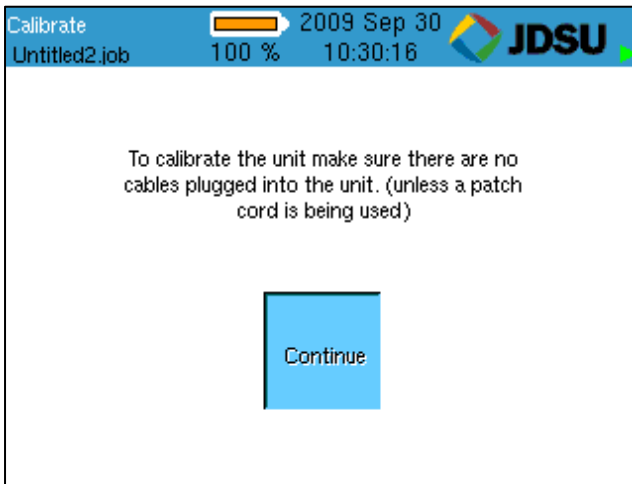 Calibrate 2009 Sep 30 JDSU
Untitled2.job 100 % 10:30:16
To calibrate the unit make sure there are no
cables plugged into the unit. (unless a patch
cord is being used)
Continue